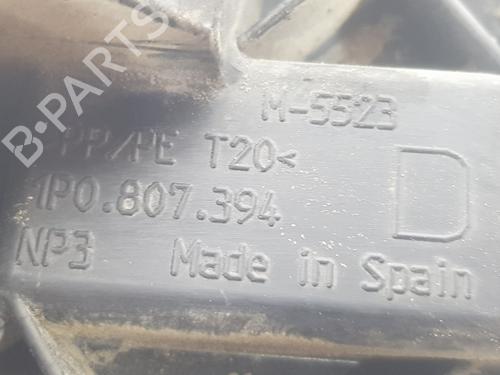 M-5523
PP/PE T20<
1P0.807.394
D
NP3 Made in Spain
B-PARTS